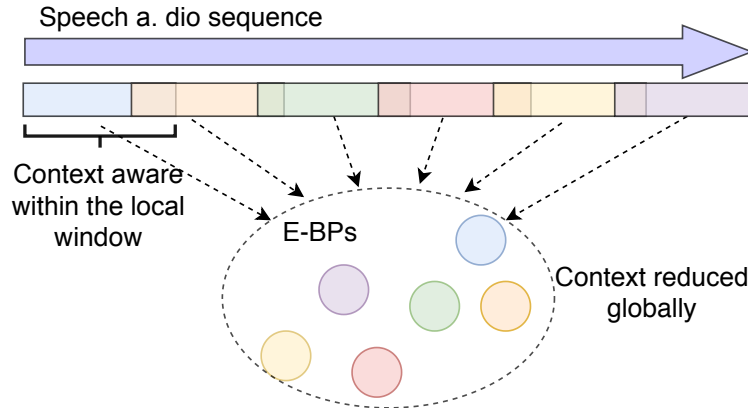 Speech a. dio sequence
Context aware
within the local
window
E-BPs
Context reduced
globally